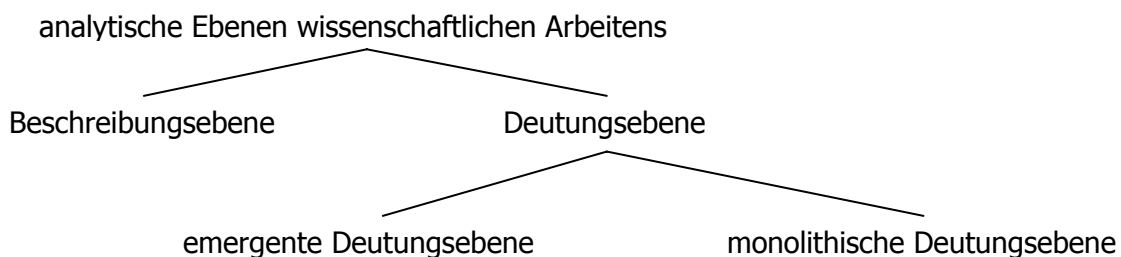 analytische Ebenen wissenschaftlichen Arbeitens
Beschreibungsebene Deutungsebene
emergente Deutungsebene monolithische Deutungsebene